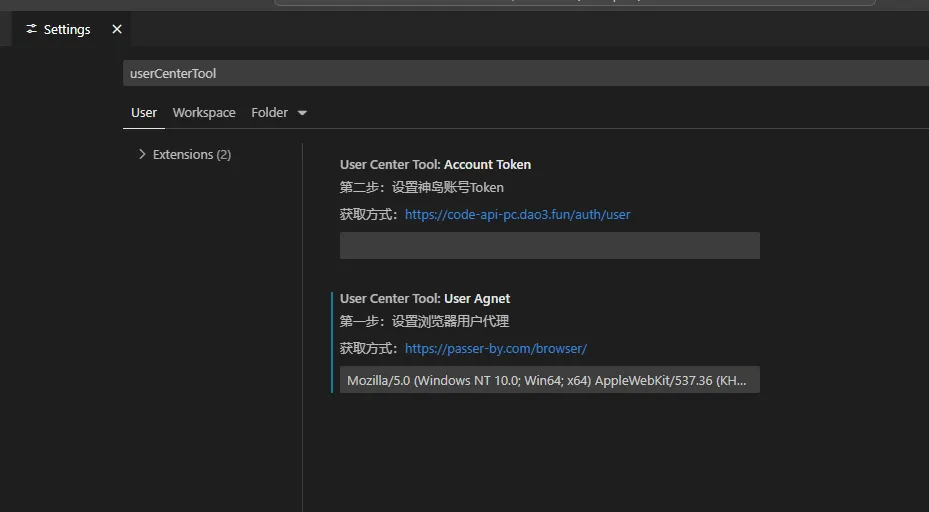 Settings
userCenterTool
User Workspace Folder
Extensions (2)
User Center Tool: Account Token
第二步：设置神岛账号Token
获取方式：https://code-api-pc.dao3.fun/auth/user
User Center Tool: User Agnet
第一步：设置浏览器用户代理
获取方式：https://passer-by.com/browser/
Mozilla/5.0 (Windows NT 10.0; Win64; x64) AppleWebKit/537.36 (KH...